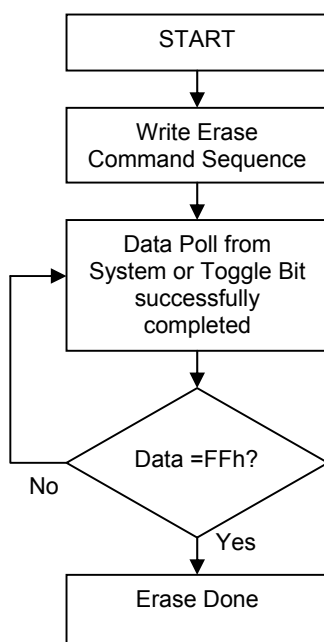 START
Write Erase
Command Sequence
Data Poll from
System or Toggle Bit
successfully
completed
Data =FFh?
No
Yes
Erase Done